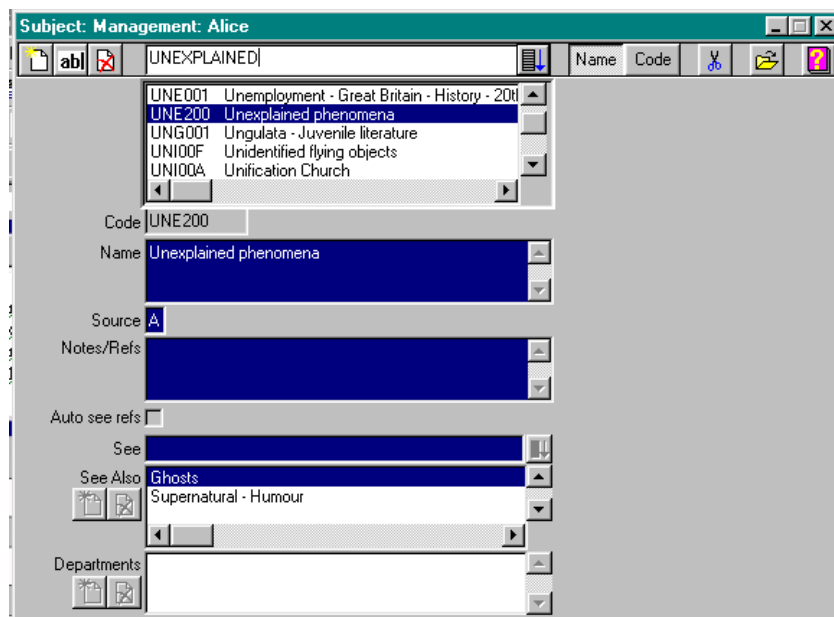 Subject: Management: Alice
abl UNEXPLAINED Name Code ?
UNE001 Unemployment - Great Britain - History - 20t
UNE200 Unexplained phenomena
UNG001 Ungulata - Juvenile literature
UNI00F Unidentified flying objects
UNI00A Unification Church
Code UNE200
Name Unexplained phenomena
Source A
Notes/Refs
Auto see refs
See
See Also Ghosts
Supernatural - Humour
Departments